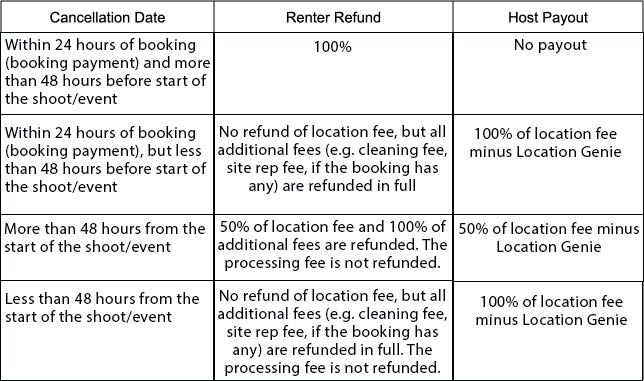 Cancellation Date
Renter Refund
Host Payout
Within 24 hours of booking
(booking payment) and more
than 48 hours before start of
the shoot/event
100%
No payout
Within 24 hours of booking
(booking payment), but less
than 48 hours before start of
the shoot/event
No refund of location fee, but all
additional fees (e.g. cleaning fee,
site rep fee, if the booking has
any) are refunded in full
100% of location fee
minus Location Genie
More than 48 hours from the
start of the shoot/event
50% of location fee and 100% of
additional fees are refunded. The
processing fee is not refunded.
50% of location fee minus
Location Genie
Less than 48 hours from the
start of the shoot/event
No refund of location fee, but all
additional fees (e.g. cleaning fee,
site rep fee, if the booking has
any) are refunded in full. The
processing fee is not refunded.
100% of location fee
minus Location Genie